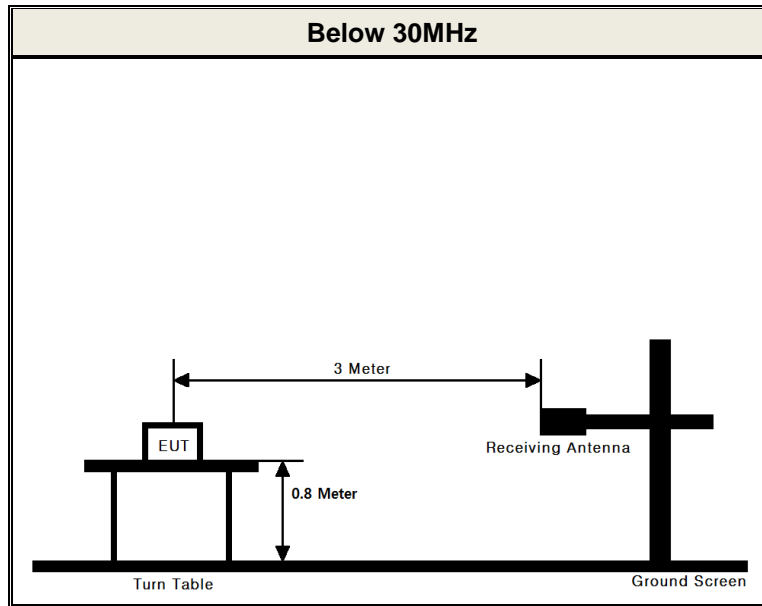 Below 30MHz
3 Meter
EUT
Receiving Antenna
0.8 Meter
Turn Table
Ground Screen